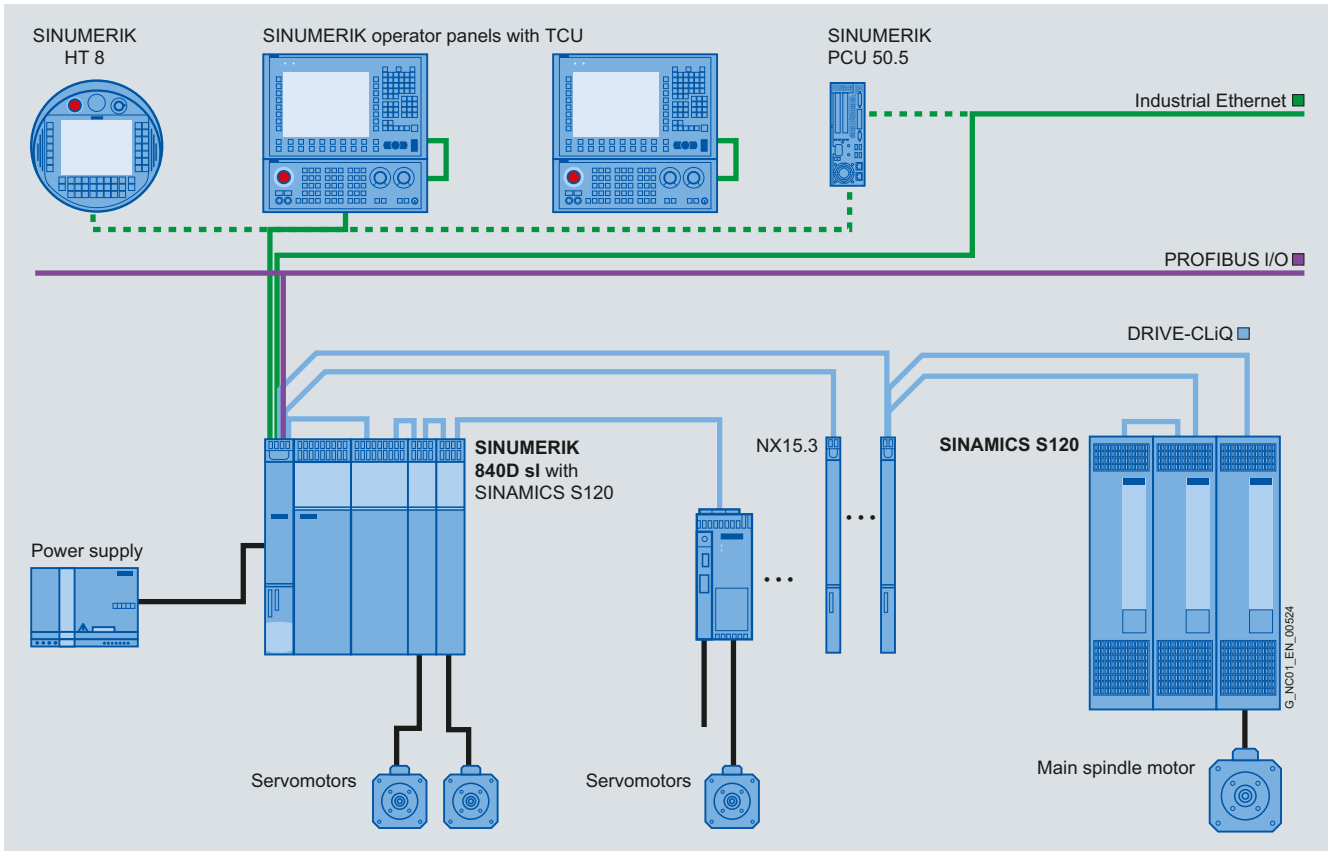 SINUMERIK
HT 8
SINUMERIK operator panels with TCU
SINUMERIK
PCU 50.5
Industrial Ethernet
PROFIBUS I/O
DRIVE-CLiQ
SINUMERIK
840D sl with
SINAMICS S120
NX15.3
SINAMICS S120
Power supply
G_NC01_EN_00524
Servomotors
Servomotors
Main spindle motor